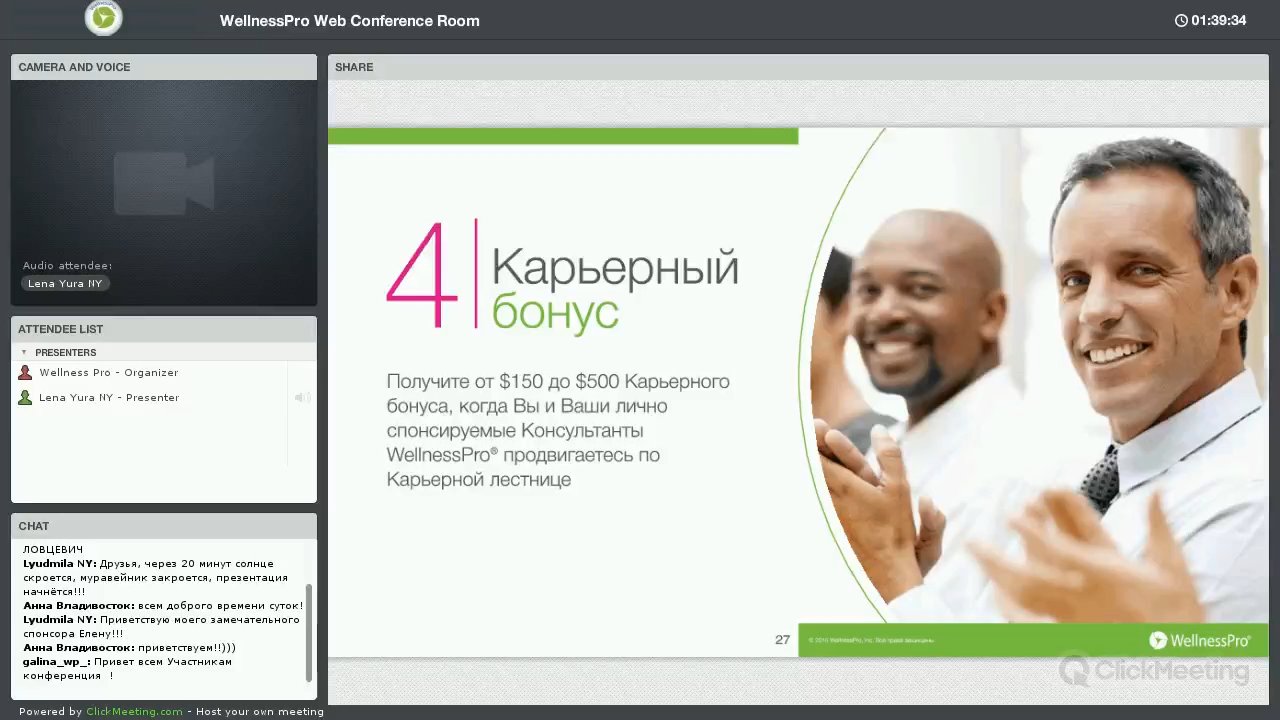 WellnessPro Web Conference Room
01:39:34
CAMERA AND VOICE
Audio attendee:
Lena Yura NY
ATTENDEE LIST
PRESENTERS
Wellness Pro - Organizer
Lena Yura NY - Presenter
CHAT
ЛОВЦЕВИЧ
Lyudmila NY: Друзья, через 20 минут солнце
скроется, муравейник закроется, презентация
начнётся!!!
Анна Владивосток: всем доброго времени суток!
Lyudmila NY: Приветствую моего замечательного
спонсора Елену!!!
Анна Владивосток: приветствуем!!)))
galina_wp_: Привет всем Участникам
конференция !
SHARE
4
Карьерный
бонус
Получите от $150 до $500 Карьерного
бонуса, когда Вы и Ваши лично
спонсируемые Консультанты
WellnessPro® продвигаетесь по
Карьерной лестнице
27
WellnessPro®
ClickMeeting
Powered by ClickMeeting.com - Host your own meeting